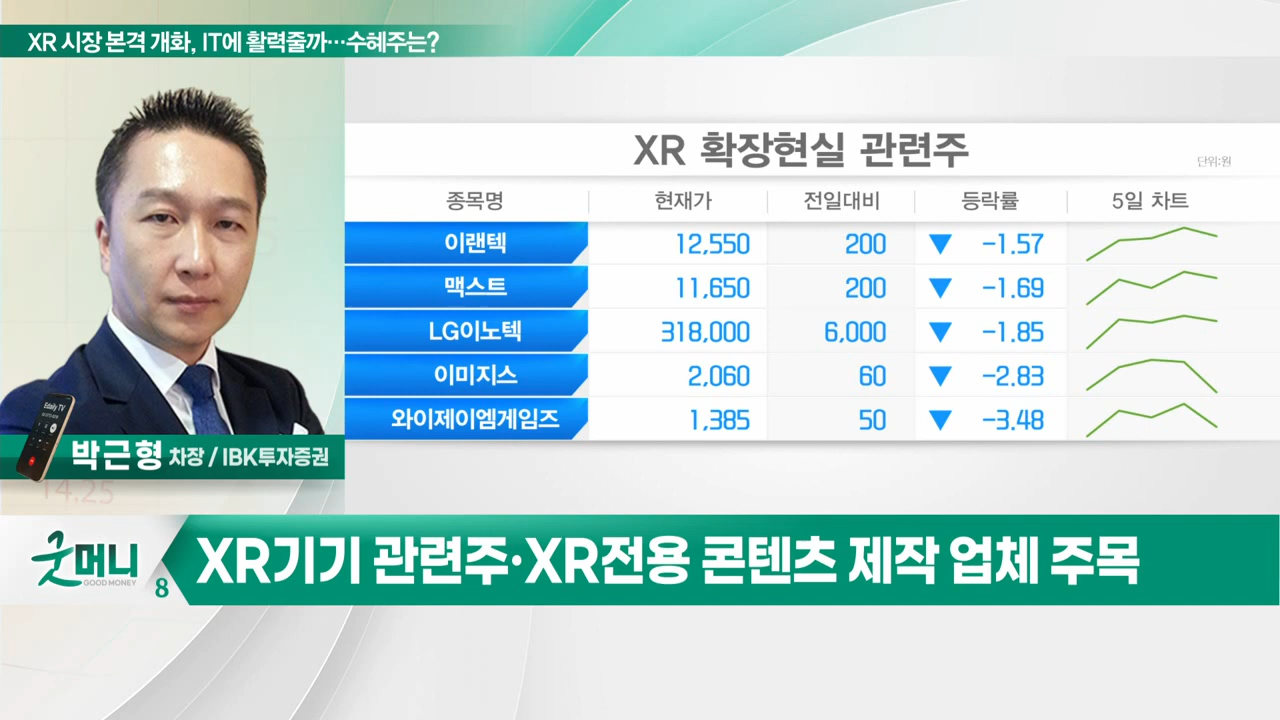 XR 시장 본격 개화, IT에 활력줄까…수혜주는?
XR 확장현실 관련주
단위:원
종목명 현재가 전일대비 등락률 5일 차트
이랜텍 12,550 200 ▼ -1.57
맥스트 11,650 200 ▼ -1.69
LG이노텍 318,000 6,000 ▼ -1.85
이미지스 2,060 60 ▼ -2.83
와이제이엠게임즈 1,385 50 ▼ -3.48
Edaily TV
박근형 차장 / IBK투자증권
14.25
굿머니
GOOD MONEY
8
XR기기 관련주·XR전용 콘텐츠 제작 업체 주목